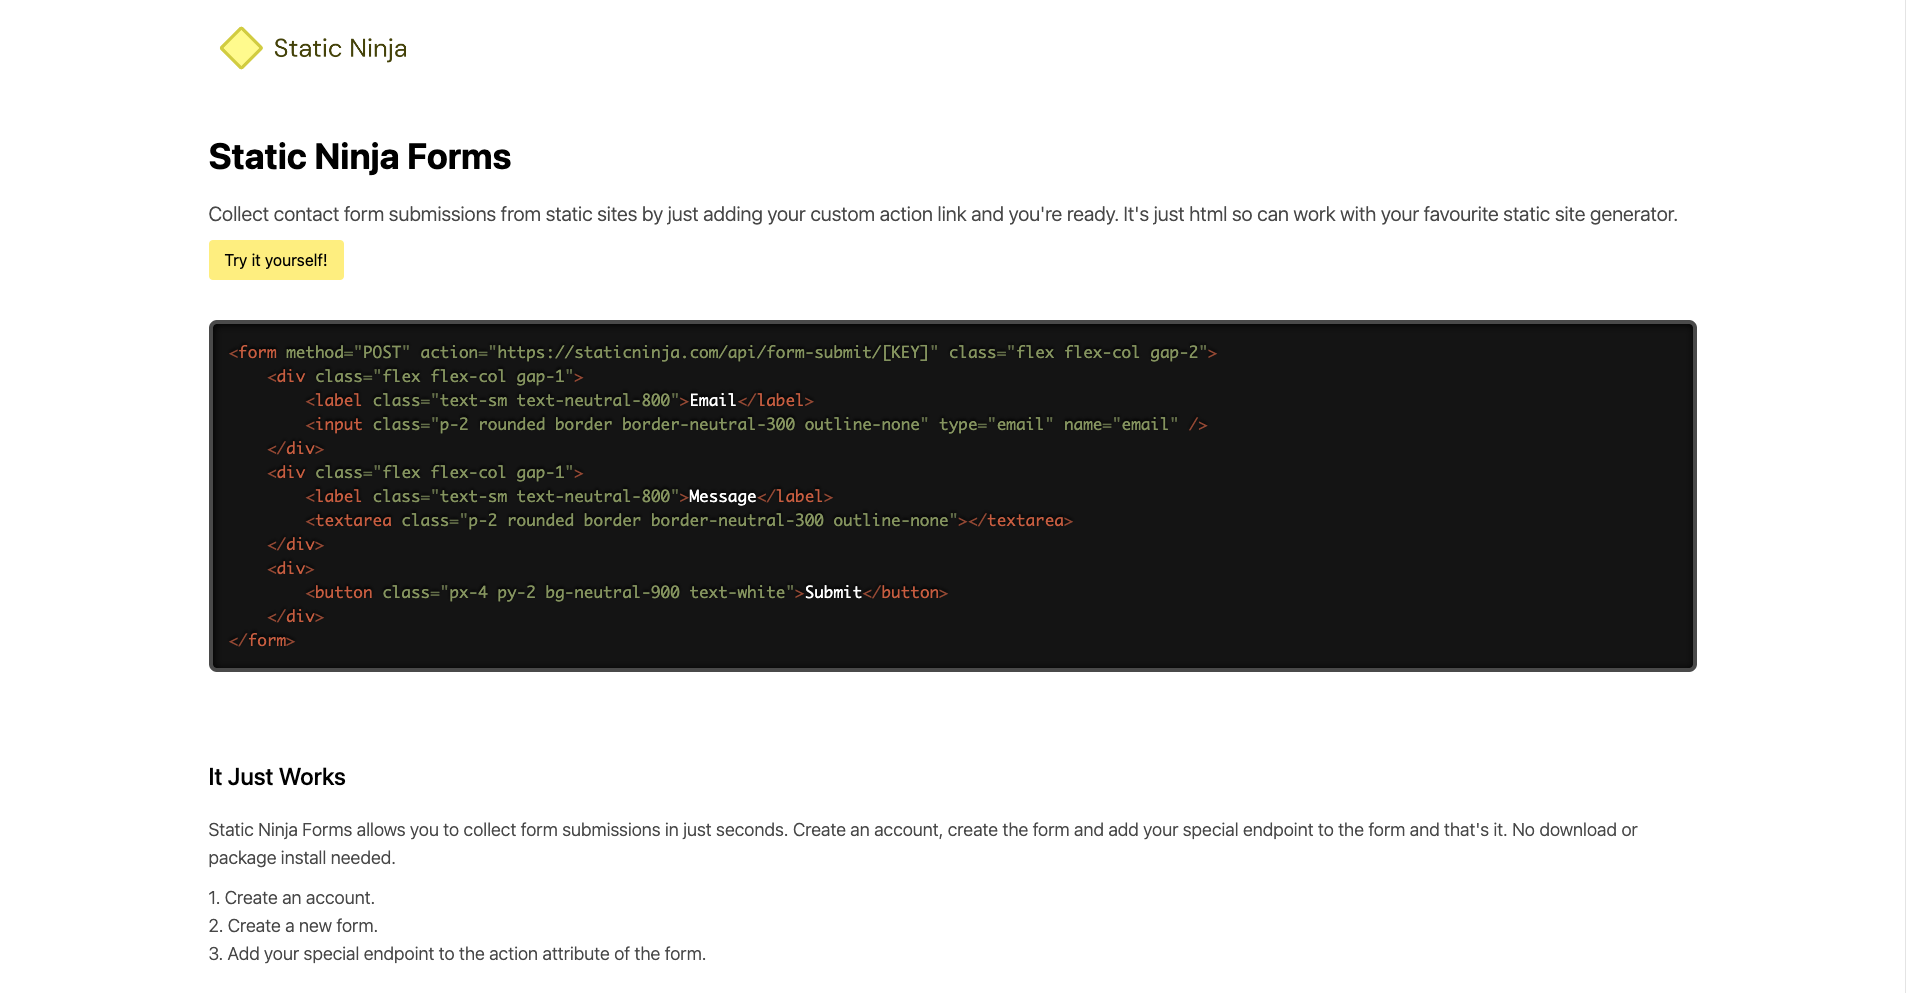 Static Ninja
Static Ninja Forms
Collect contact form submissions from static sites by just adding your custom action link and you're ready. It's just html so can work with your favourite static site generator.
Try it yourself!
<form method="POST" action="https://staticninja.com/api/form-submit/[KEY]" class="flex flex-col gap-2">
    <div class="flex flex-col gap-1">
        <label class="text-sm text-neutral-800">Email</label>
        <input class="p-2 rounded border border-neutral-300 outline-none" type="email" name="email" />
    </div>
    <div class="flex flex-col gap-1">
        <label class="text-sm text-neutral-800">Message</label>
        <textarea class="p-2 rounded border border-neutral-300 outline-none"></textarea>
    </div>
    <div>
        <button class="px-4 py-2 bg-neutral-900 text-white">Submit</button>
    </div>
</form>
It Just Works
Static Ninja Forms allows you to collect form submissions in just seconds. Create an account, create the form and add your special endpoint to the form and that's it. No download or
package install needed.
1. Create an account.
2. Create a new form.
3. Add your special endpoint to the action attribute of the form.